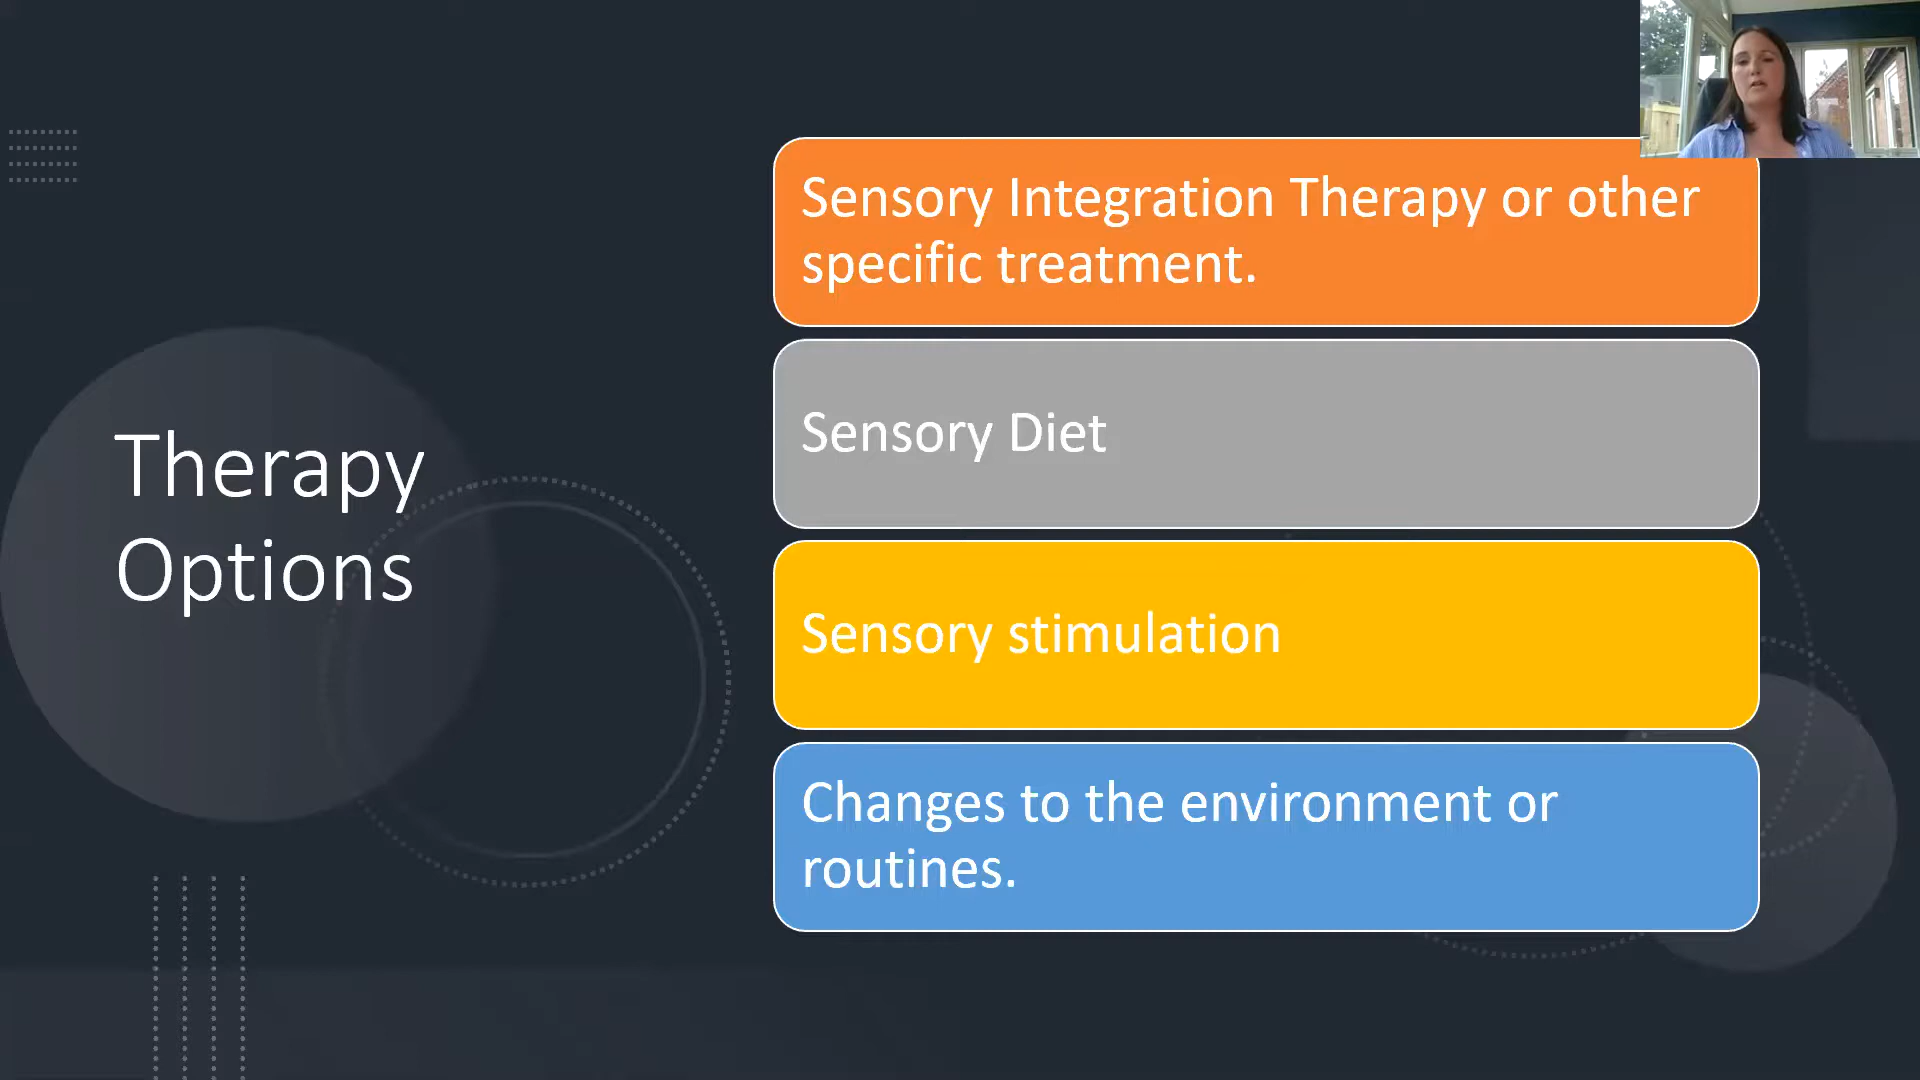 Therapy
Options
Sensory Integration Therapy or other
specific treatment.
Sensory Diet
Sensory stimulation
Changes to the environment or
routines.